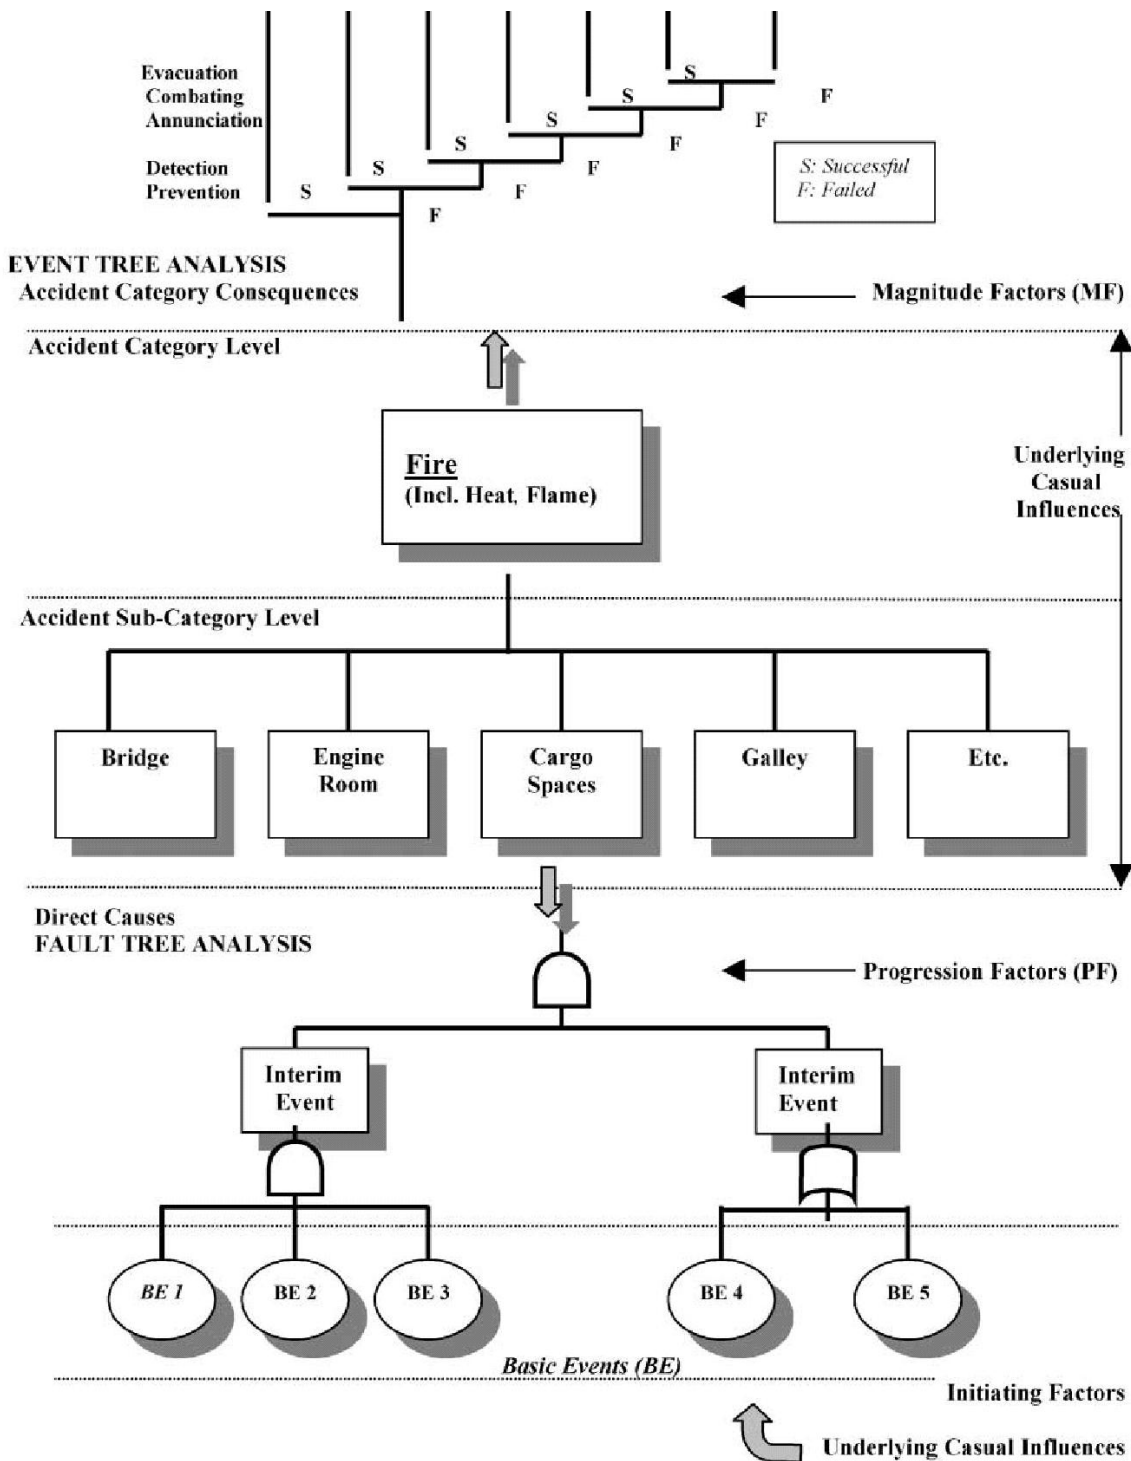 Evacuation
Combating
Annunciation
Detection
Prevention
S
F
S
F
S
F
S
F
S
F
S
F
S: Successful
F: Failed
EVENT TREE ANALYSIS
Accident Category Consequences
Magnitude Factors (MF)
Accident Category Level
Fire
(Incl. Heat, Flame)
Underlying
Casual
Influences
Accident Sub-Category Level
Bridge
Engine
Room
Cargo
Spaces
Galley
Etc.
Direct Causes
FAULT TREE ANALYSIS
Progression Factors (PF)
Interim
Event
Interim
Event
BE 1
BE 2
BE 3
BE 4
BE 5
Basic Events (BE)
Initiating Factors
Underlying Casual Influences